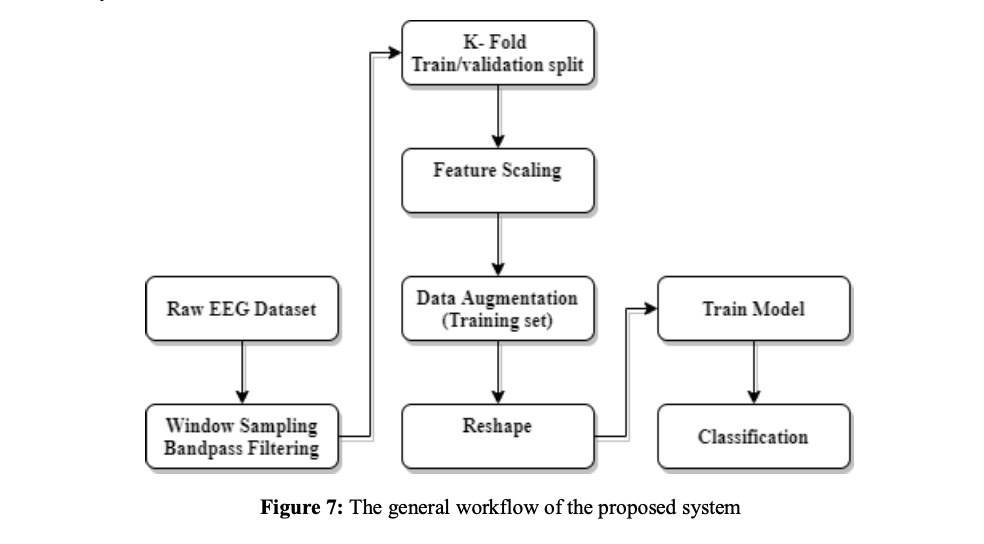 K- Fold
Train/validation split
Feature Scaling
Raw EEG Dataset
Data Augmentation
(Training set)
Train Model
Window Sampling
Bandpass Filtering
Reshape
Classification
Figure 7: The general workflow of the proposed system